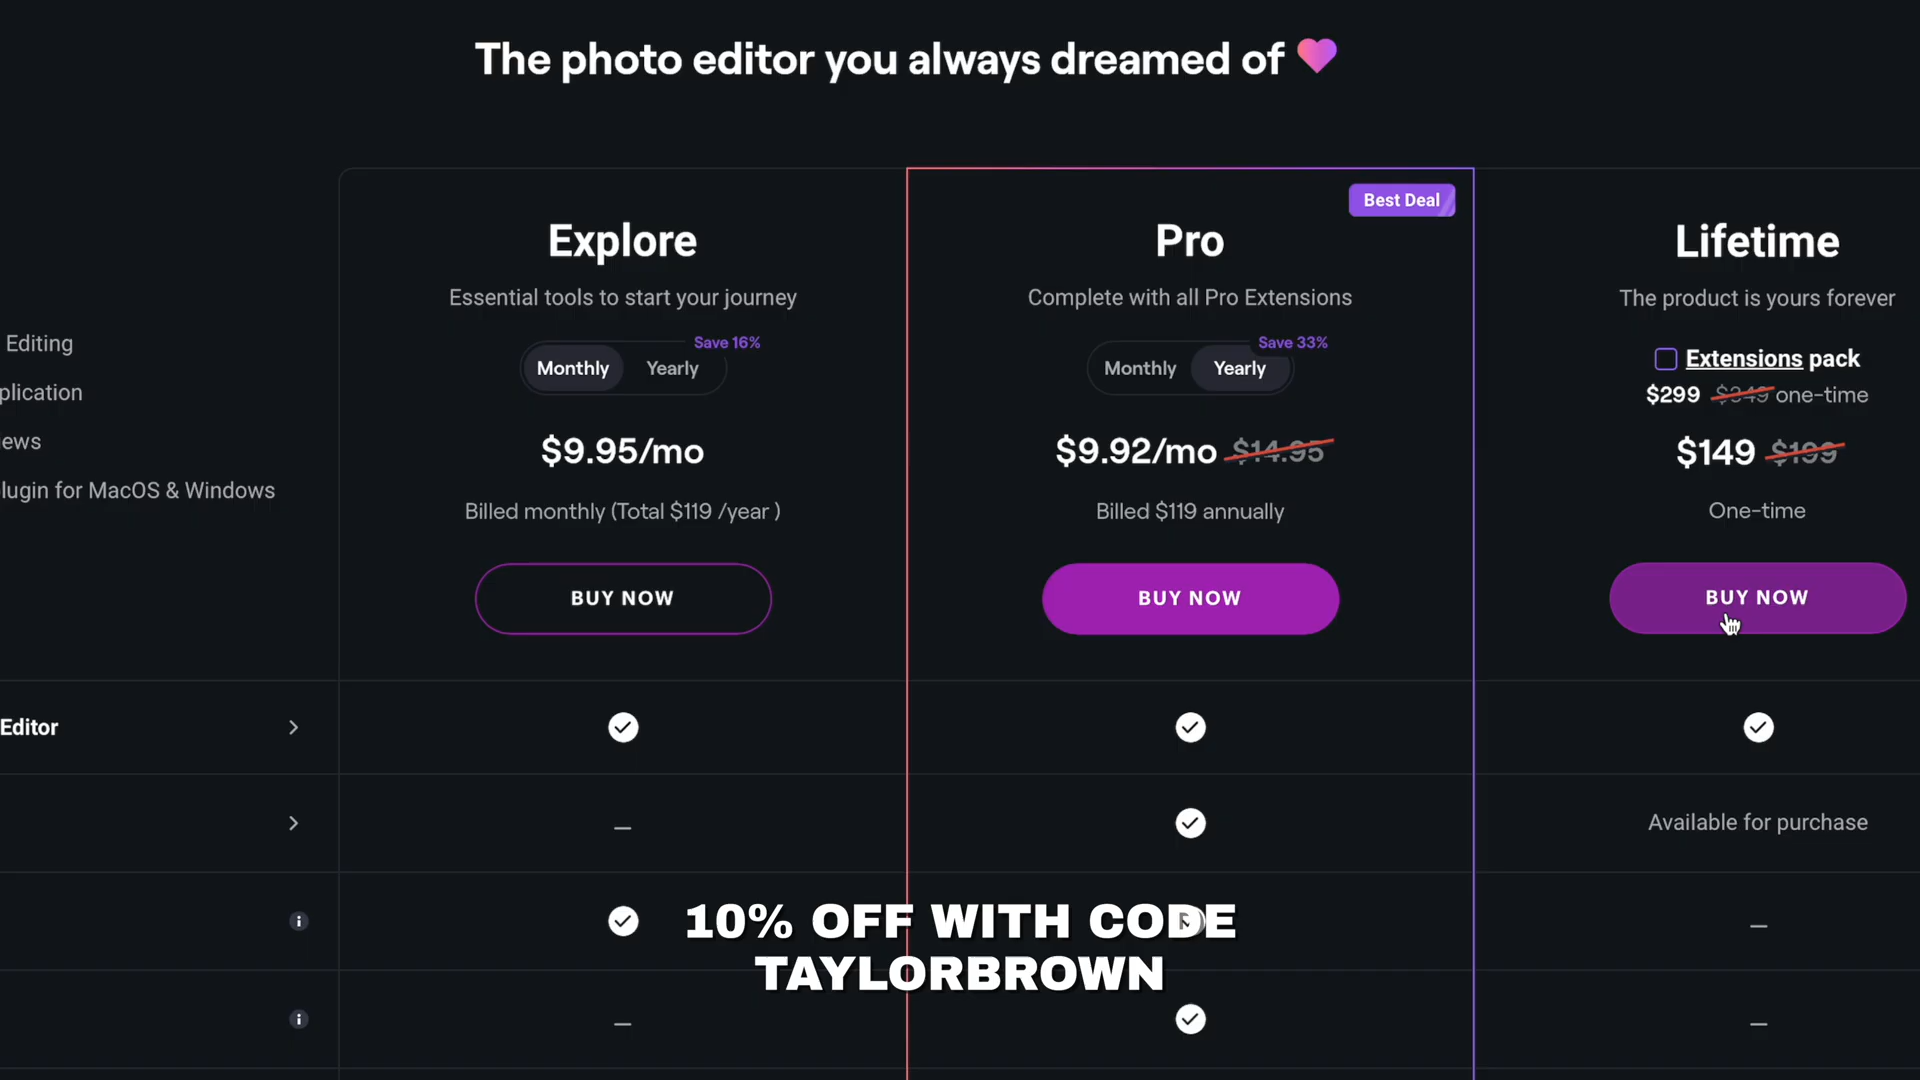 The photo editor you always dreamed of
Best Deal
Explore
Essential tools to start your journey
Save 16%
Monthly Yearly
$9.95/mo
Billed monthly (Total $119 /year )
BUY NOW
Pro
Complete with all Pro Extensions
Save 33%
Monthly Yearly
$9.92/mo $14.95
Billed $119 annually
BUY NOW
Lifetime
The product is yours forever
Extensions pack
$299 $349 one-time
$149 $199
One-time
BUY NOW
Editing
plication
ews
lugin for MacOS & Windows
Editor
Available for purchase
10% OFF WITH CODE
TAYLORBROWN